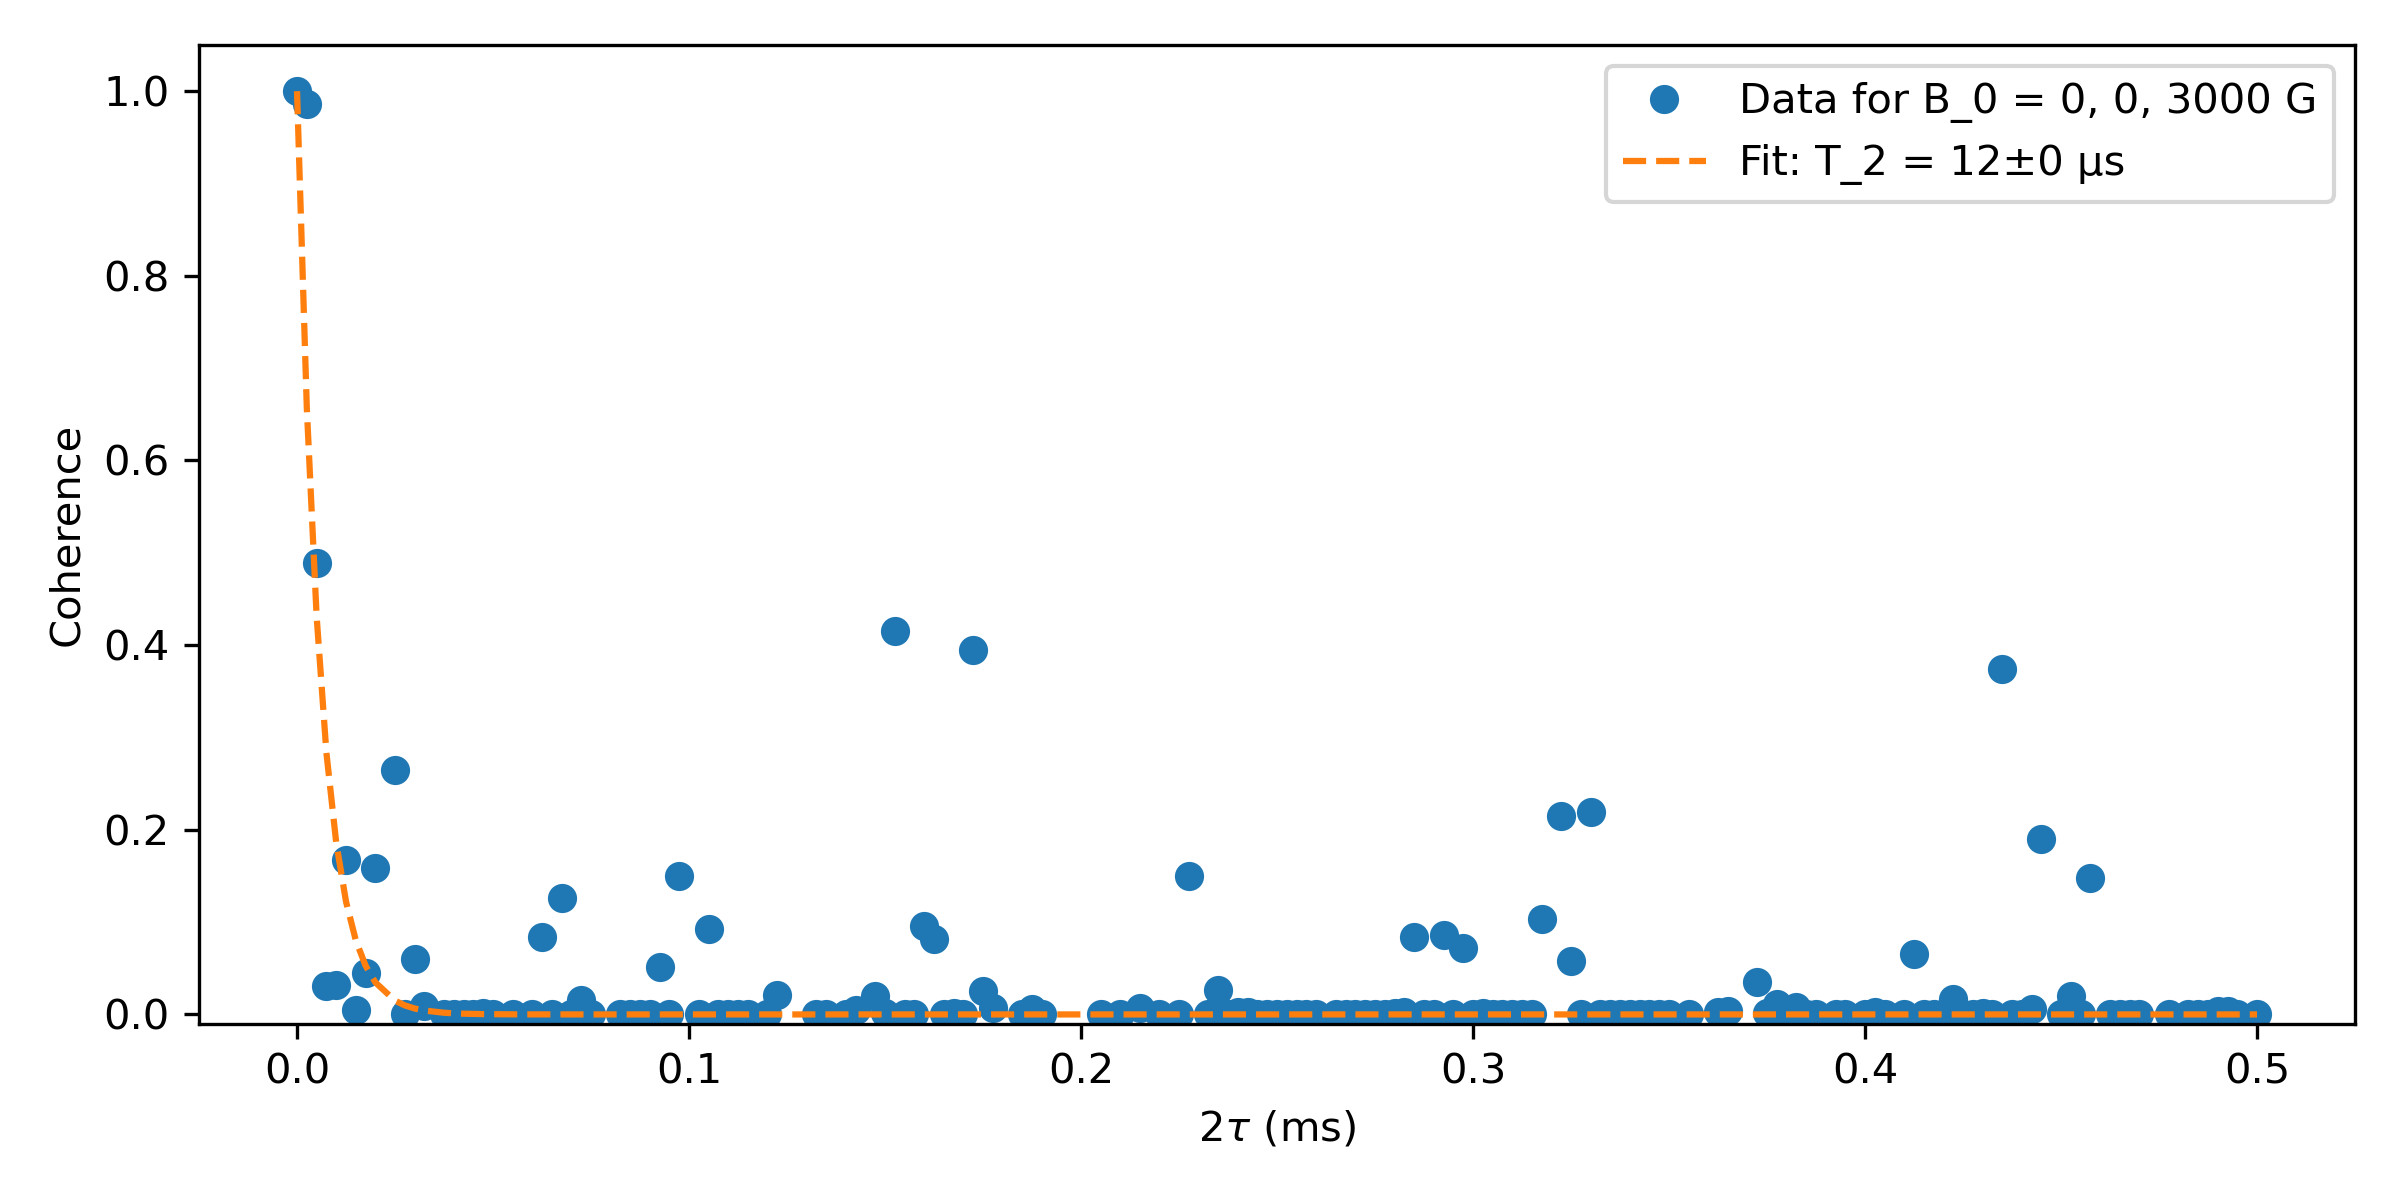 1.0
0.8
0.6
0.4
0.2
0.0
Coherence
Data for B_0 = 0, 0, 3000 G
Fit: T_2 = 12±0 μs
0.0 0.1 0.2 0.3 0.4 0.5
2τ (ms)